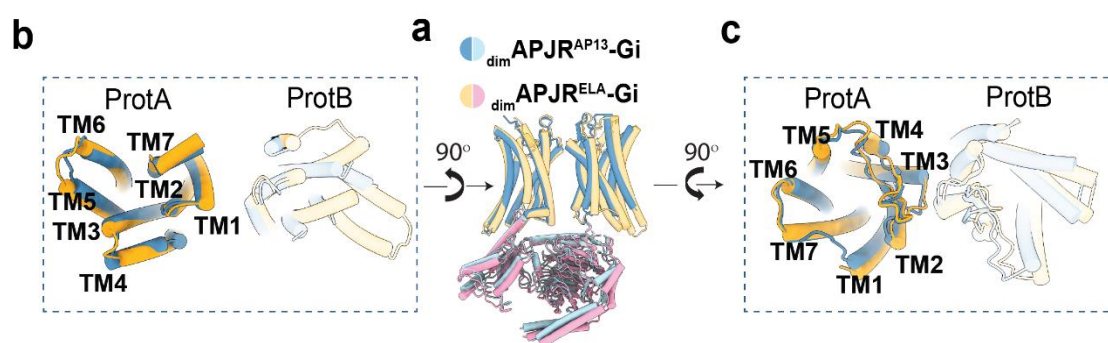 b
a
c
dimAPJRAP13-Gi
dimAPJRELA-Gi
ProtA
ProtB
TM6
TM7
TM2
TM5
TM3
TM1
TM4
90°
90°
ProtA
ProtB
TM5
TM4
TM3
TM6
TM7
TM2
TM1